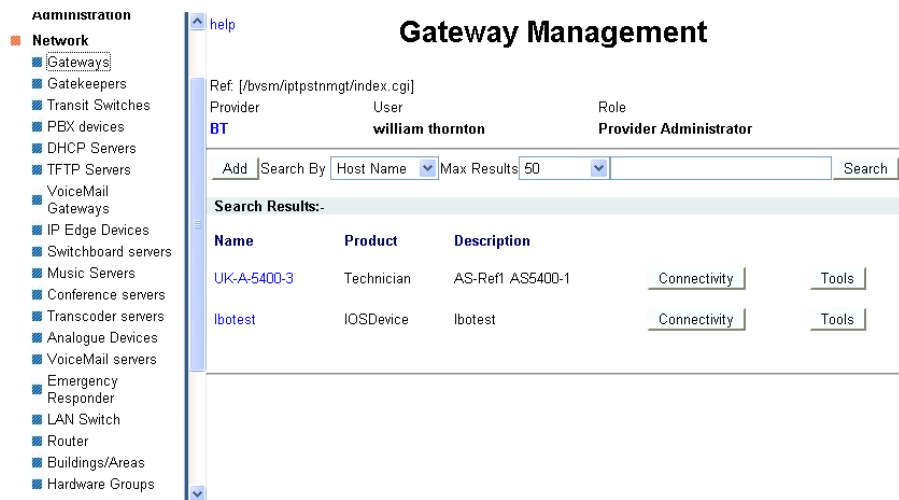 Administration
Network
Gateways
Gatekeepers
Transit Switches
PBX devices
DHCP Servers
TFTP Servers
VoiceMail
Gateways
IP Edge Devices
Switchboard servers
Music Servers
Conference servers
Transcoder servers
Analogue Devices
VoiceMail servers
Emergency
Responder
LAN Switch
Router
Buildings/Areas
Hardware Groups
help
Gateway Management
Ref: [/bvsm/iptpstnmgt/index.cgi]
Provider User Role
BT william thornton Provider Administrator
Add Search By Host Name Max Results 50 Search
Search Results:-
Name Product Description
UK-A-5400-3 Technician AS-Ref1 AS5400-1 Connectivity Tools
lbotest IOSDevice lbotest Connectivity Tools